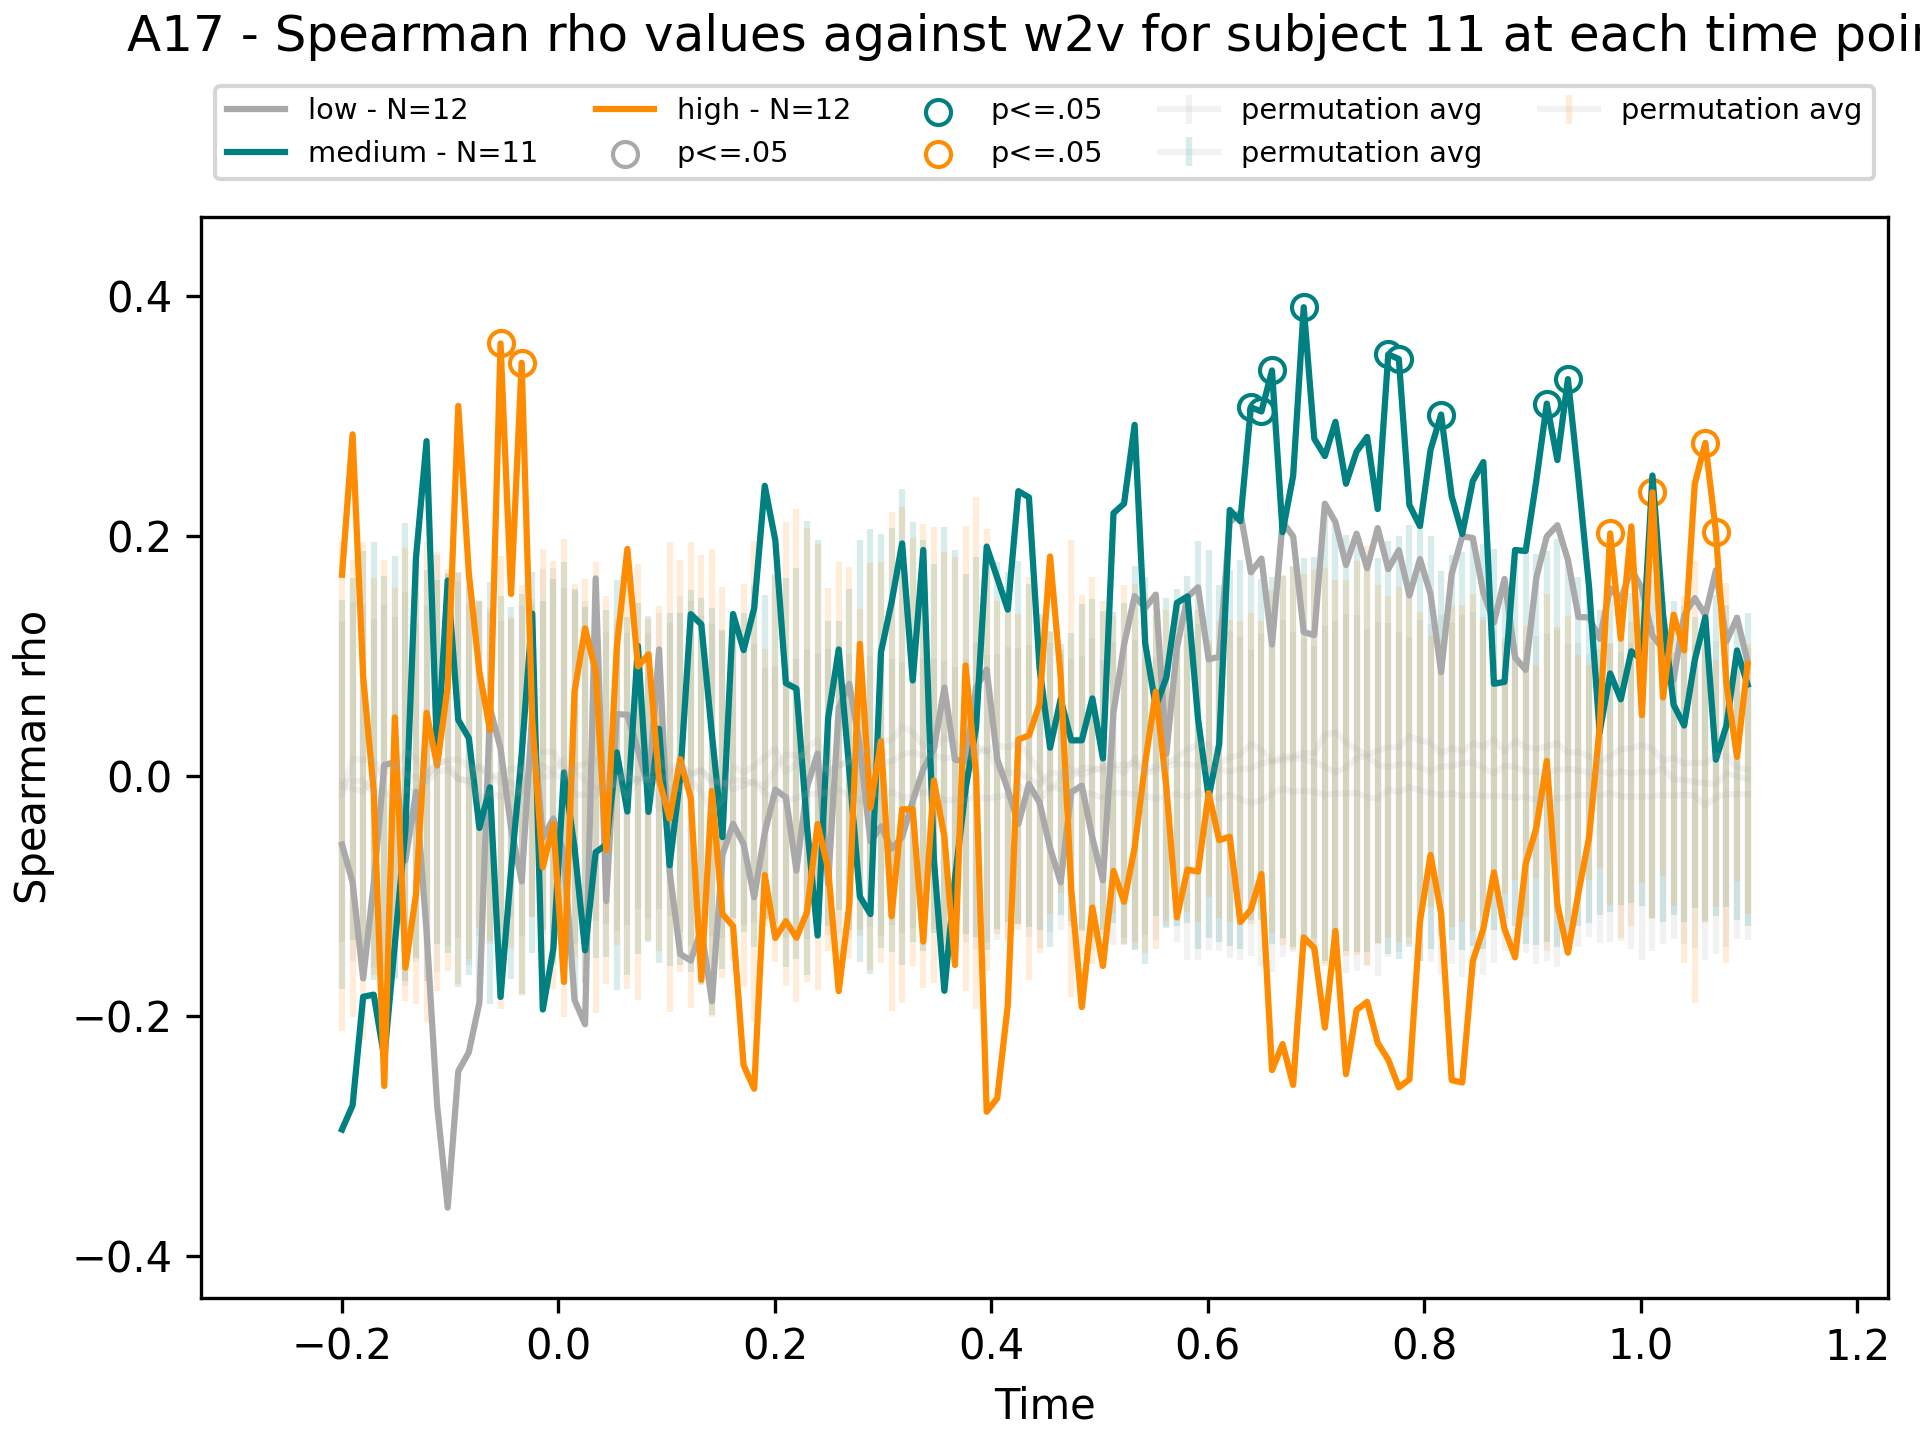 A17 - Spearman rho values against w2v for subject 11 at each time poi
low - N=12
medium - N=11
high - N=12
p<=.05
p<=.05
p<=.05
permutation avg
permutation avg
permutation avg
Spearman rho
0.4
0.2
0.0
−0.2
−0.4
−0.2 0.0 0.2 0.4 0.6 0.8 1.0 1.2
Time